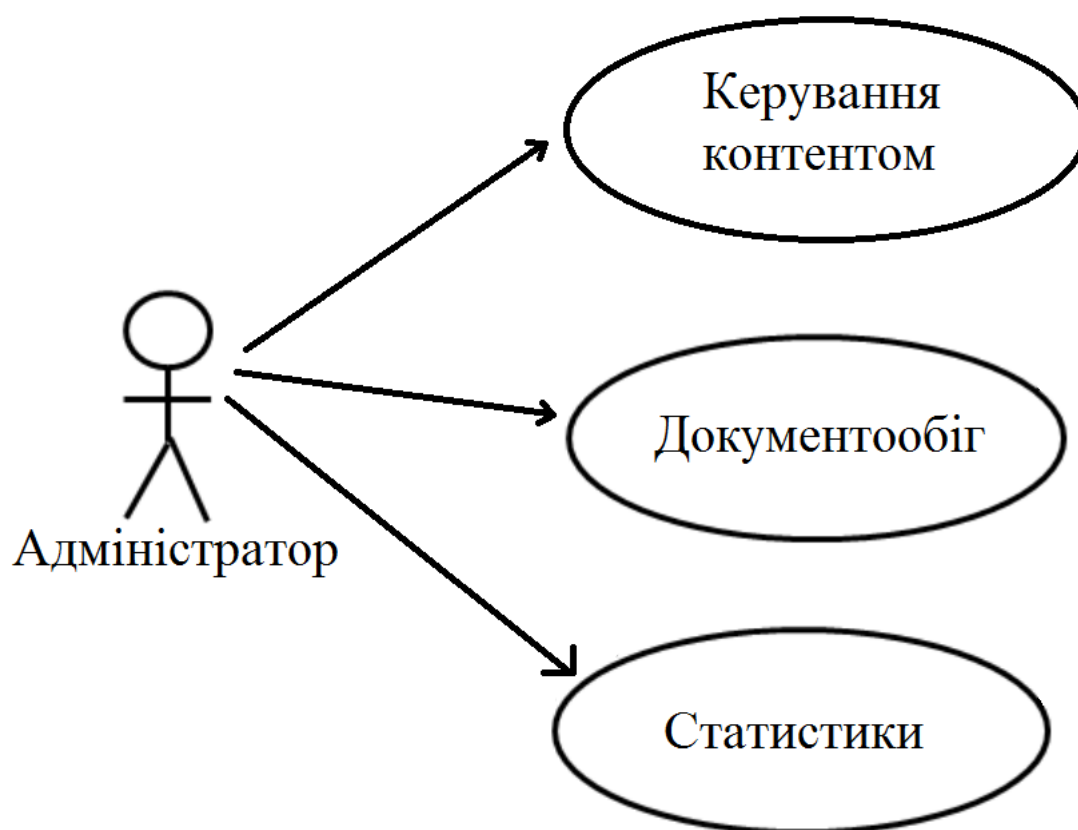 Керування
контентом
Документообіг
Адміністратор
Статистики